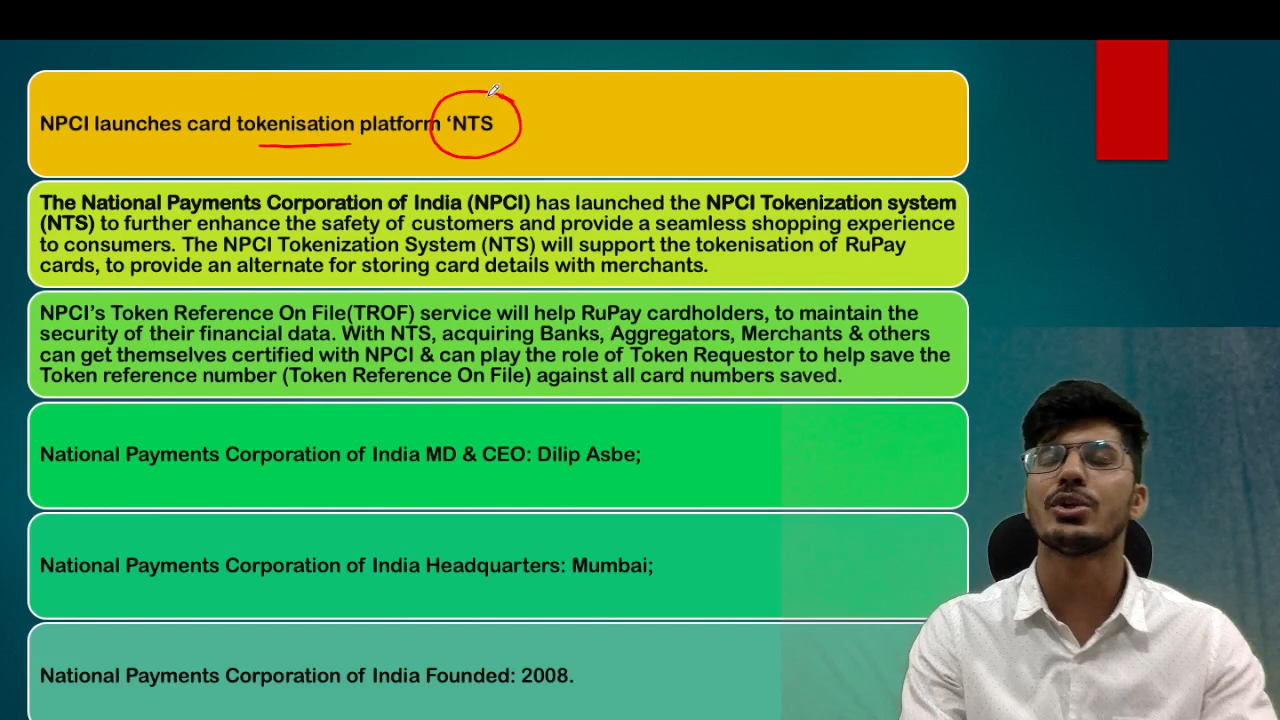 NPCI launches card tokenisation platform ‘NTS
The National Payments Corporation of India (NPCI) has launched the NPCI Tokenization system
(NTS) to further enhance the safety of customers and provide a seamless shopping experience
to consumers. The NPCI Tokenization System (NTS) will support the tokenisation of RuPay
cards, to provide an alternate for storing card details with merchants.
NPCI’s Token Reference On File(TROF) service will help RuPay cardholders, to maintain the
security of their financial data. With NTS, acquiring Banks, Aggregators, Merchants & others
can get themselves certified with NPCI & can play the role of Token Requestor to help save the
Token reference number (Token Reference On File) against all card numbers saved.
National Payments Corporation of India MD & CEO: Dilip Asbe;
National Payments Corporation of India Headquarters: Mumbai;
National Payments Corporation of India Founded: 2008.